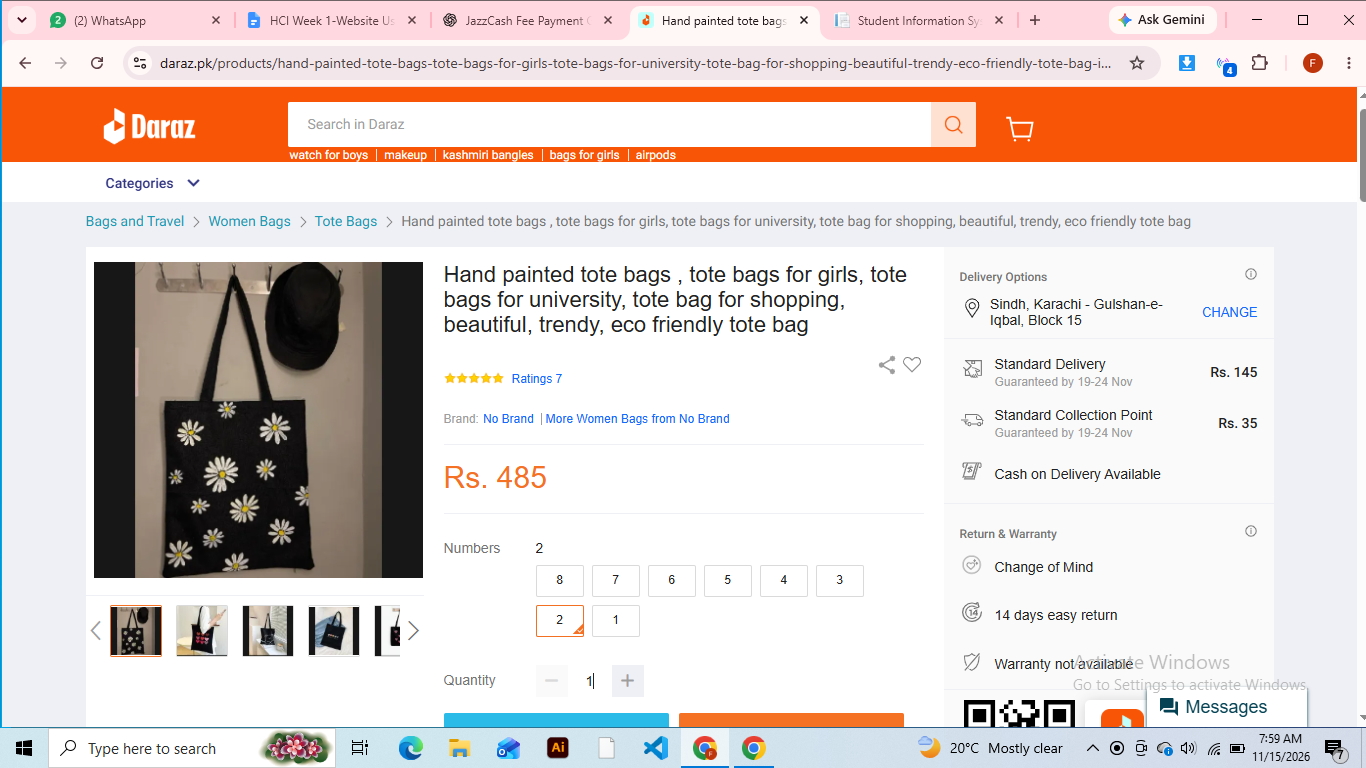 (2) WhatsApp
HCI Week 1-Website Us
JazzCash Fee Payment C
Hand painted tote bags
Student Information Sy
Ask Gemini
daraz.pk/products/hand-painted-tote-bags-tote-bags-for-girls-tote-bags-for-university-tote-bag-for-shopping-beautiful-trendy-eco-friendly-tote-bag-i...
4
F
Daraz
Search in Daraz
watch for boys
makeup
kashmiri bangles
bags for girls
airpods
Categories
Bags and Travel > Women Bags > Tote Bags > Hand painted tote bags , tote bags for girls, tote bags for university, tote bag for shopping, beautiful, trendy, eco friendly tote bag
Hand painted tote bags , tote bags for girls, tote
bags for university, tote bag for shopping,
beautiful, trendy, eco friendly tote bag
Ratings 7
Brand: No Brand | More Women Bags from No Brand
Rs. 485
Numbers 2
8 7 6 5 4 3
2 1
Quantity 1
Delivery Options
Sindh, Karachi - Gulshan-e-
Iqbal, Block 15
CHANGE
Standard Delivery Rs. 145
Guaranteed by 19-24 Nov
Standard Collection Point Rs. 35
Guaranteed by 19-24 Nov
Cash on Delivery Available
Return & Warranty
Change of Mind
14 days easy return
Warranty not available
Activate Windows
Go to Settings to activate Windows.
Messages
Type here to search
Ai
20°C Mostly clear
7:59 AM
11/15/2026
7